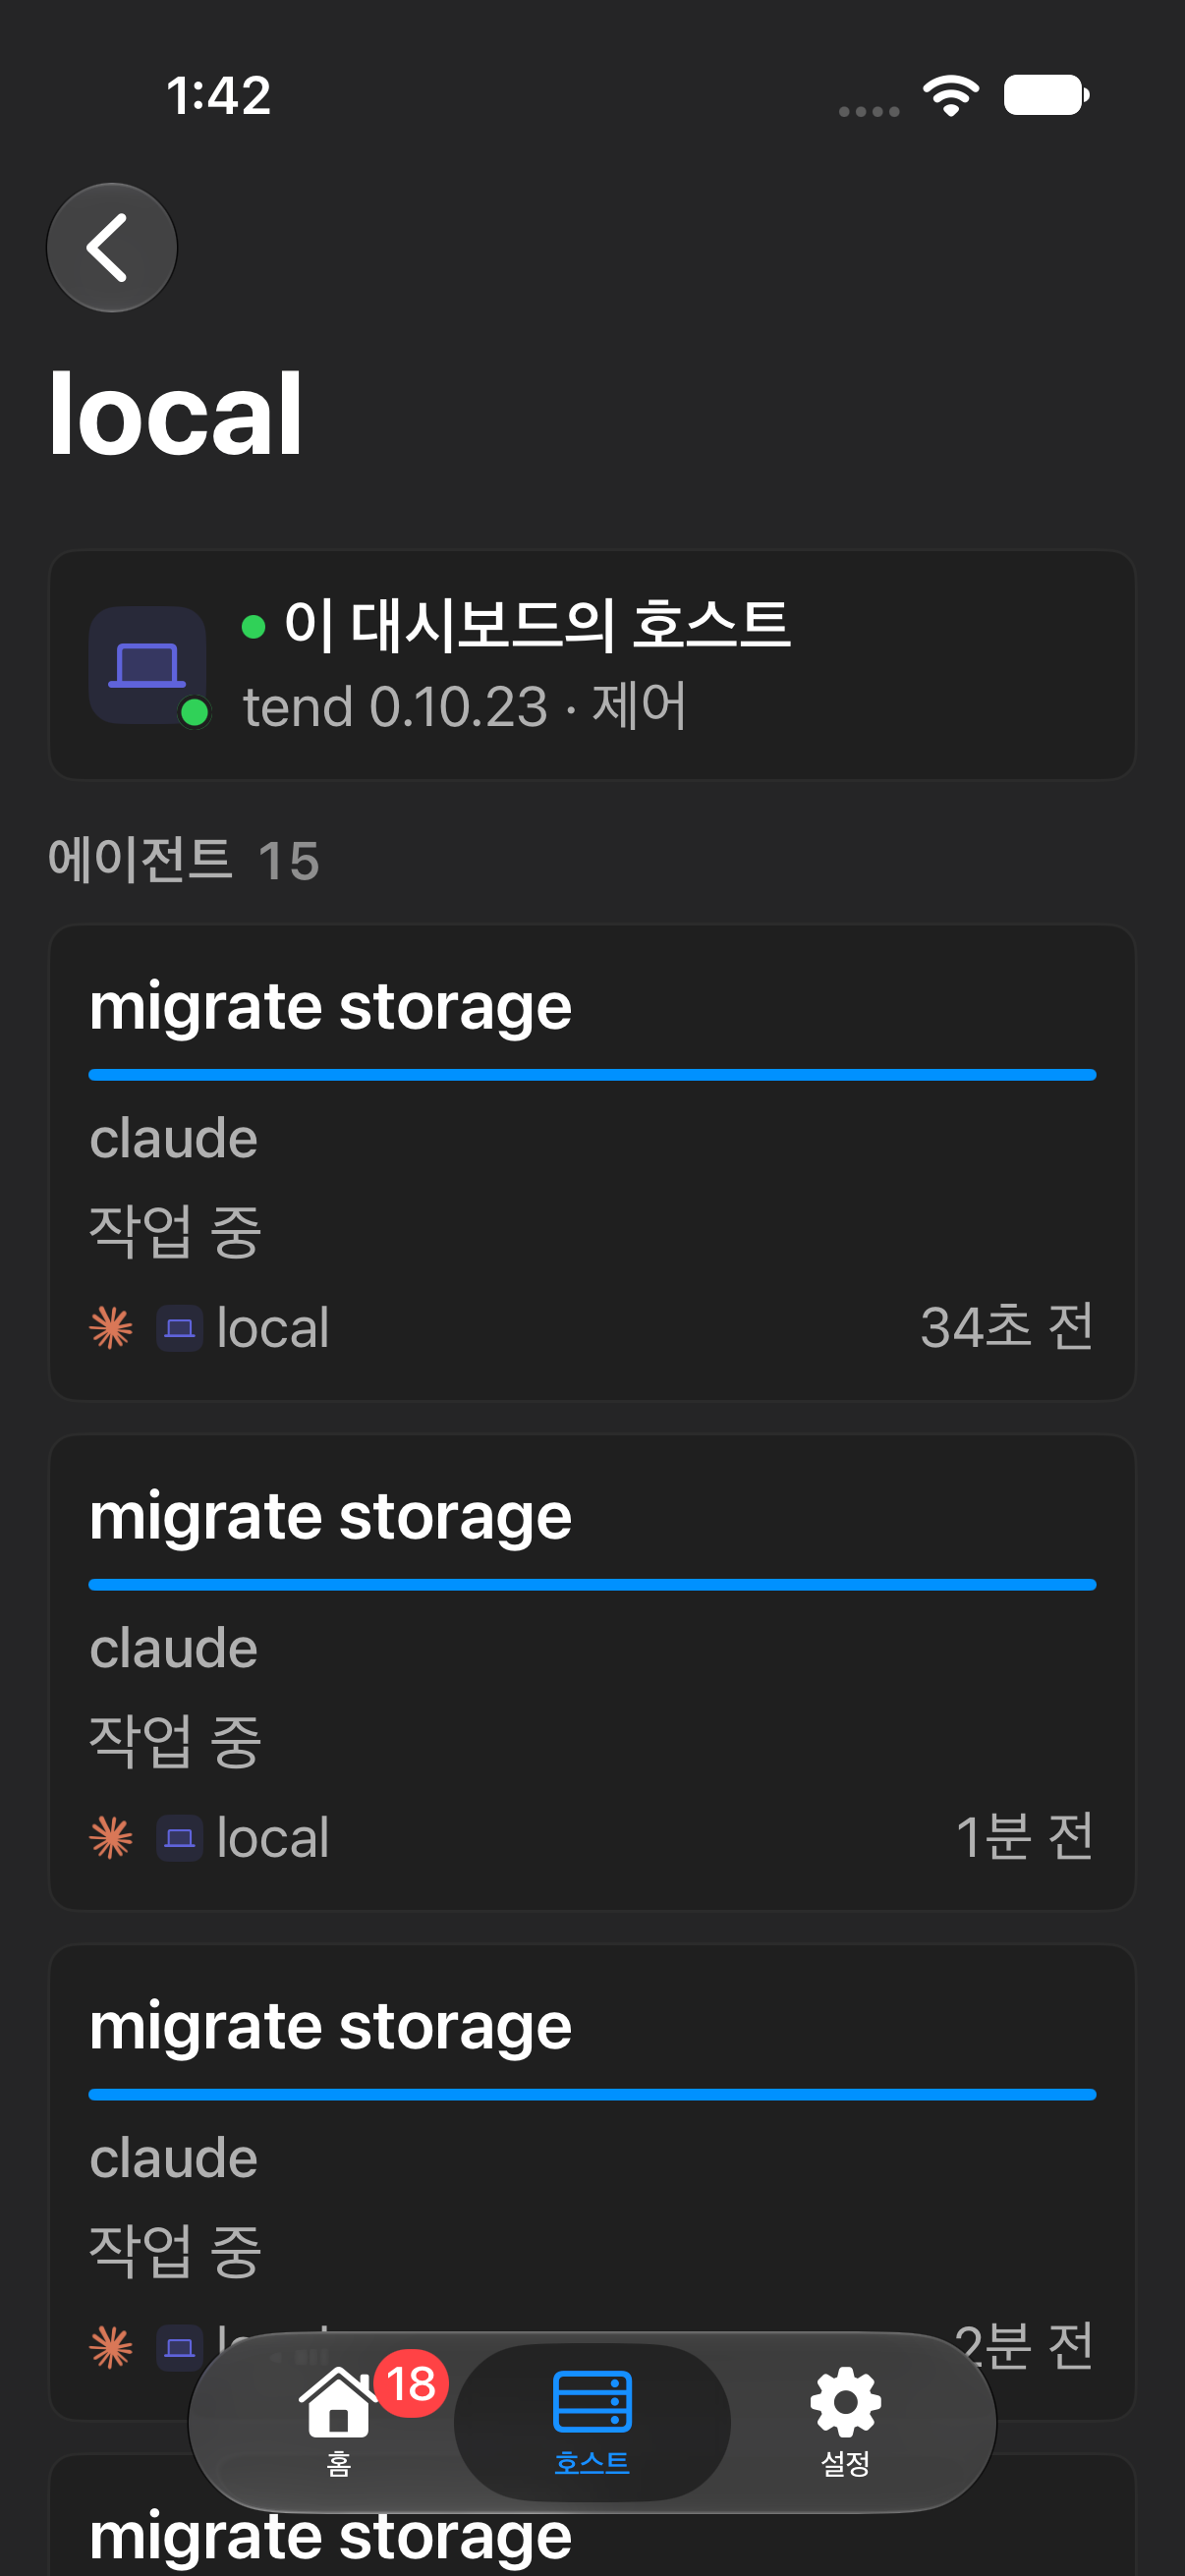 1:42
local
이 대시보드의 호스트
tend 0.10.23 · 제어
에이전트 15
migrate storage
claude
작업 중
local 34초 전
migrate storage
claude
작업 중
local 1분 전
migrate storage
claude
작업 중
2분 전
18
홈 호스트 설정
migrate storage